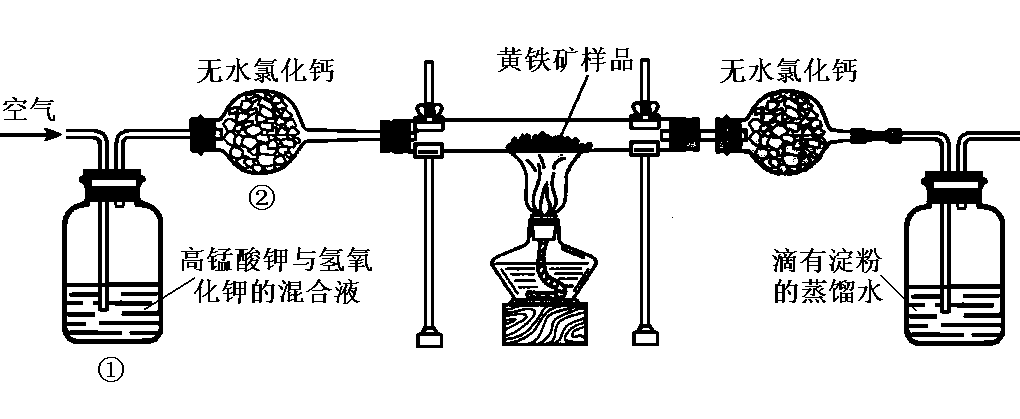 黄铁矿样品
无水氯化钙
无水氯化钙
空气
②
高锰酸钾与氢氧
化钾的混合液
滴有淀粉
的蒸馏水
①